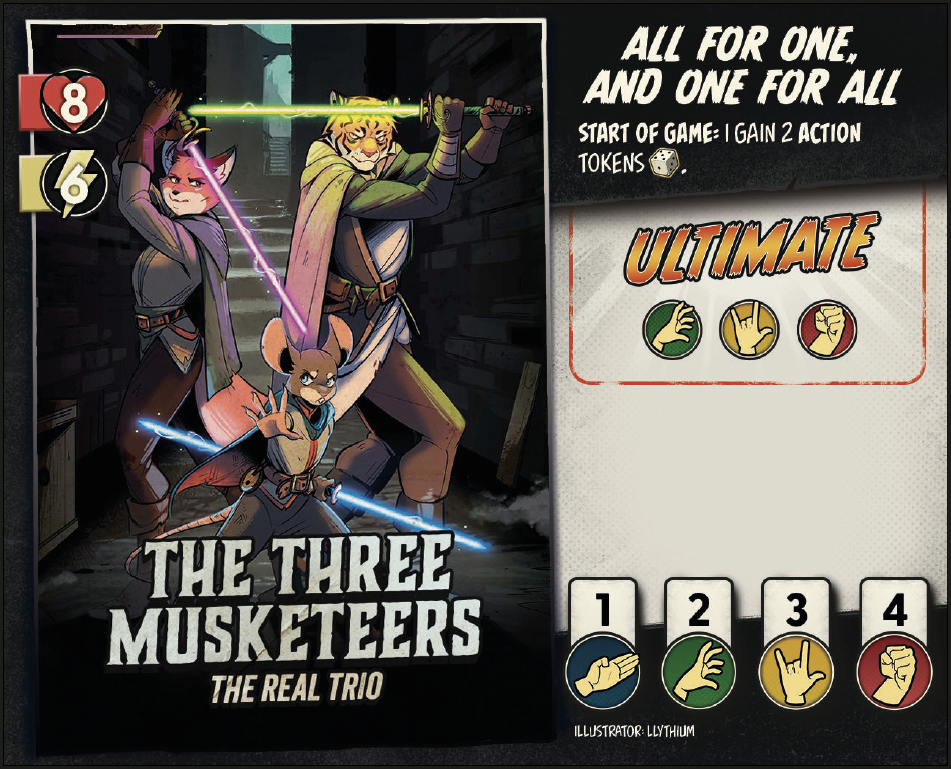 8
6
THE THREE
MUSKETEERS
THE REAL TRIO
ALL FOR ONE,
AND ONE FOR ALL
START OF GAME: I GAIN 2 ACTION
TOKENS .
ULTIMATE
1 2 3 4
ILLUSTRATOR: LLYTHIUM